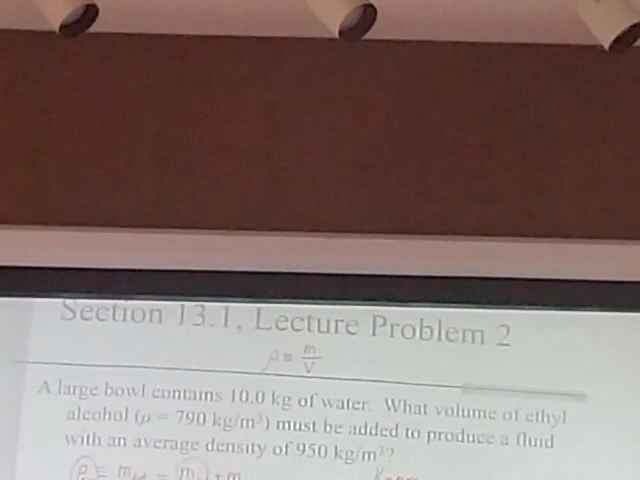 Section 13.1, Lecture Problem 2
ρ ≡ m/V
A large bowl contains 10.0 kg of water. What volume of ethyl
alcohol (ρ = 790 kg/m³) must be added to produce a fluid
with an average density of 950 kg/m³?